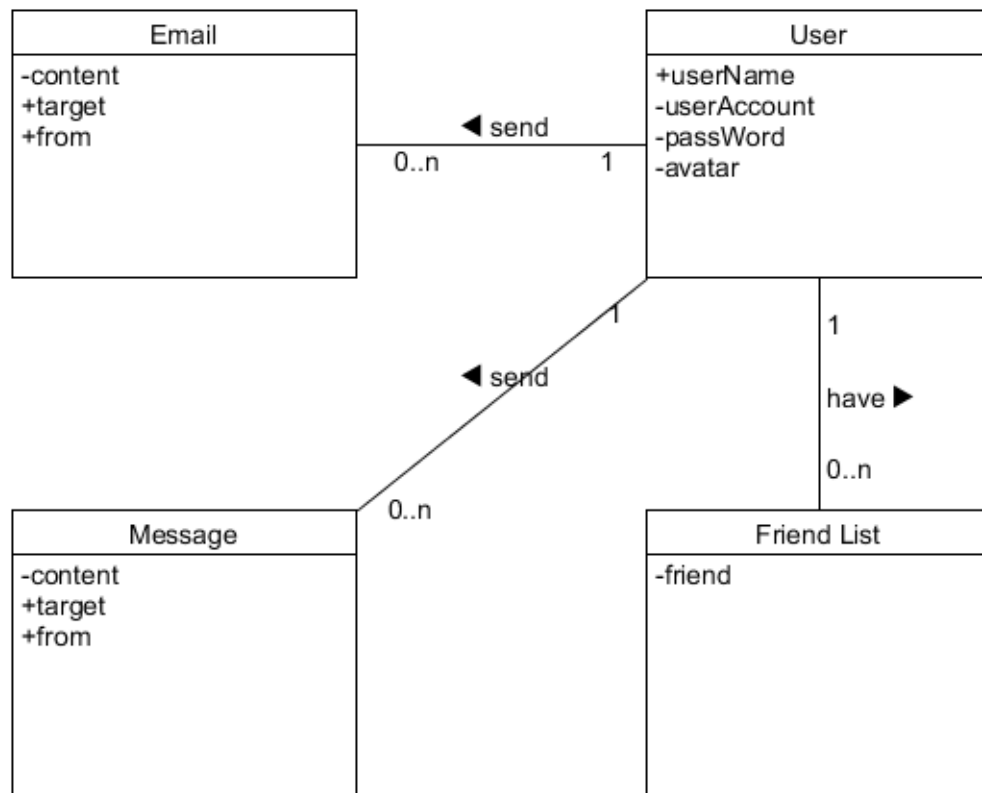 Email
-content
+target
+from
User
+userName
-userAccount
-passWord
-avatar
◀ send
0..n
1
1
◀ send
0..n
1
have ▶
0..n
Message
-content
+target
+from
Friend List
-friend